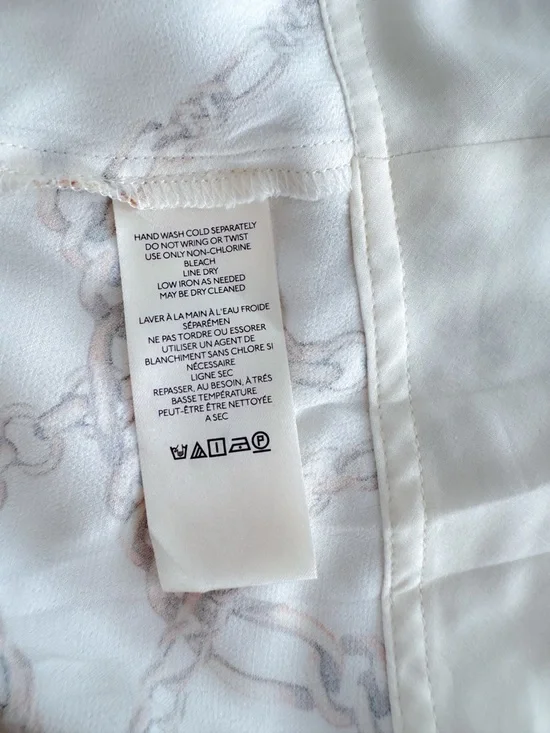 HAND WASH COLD SEPARATELY
DO NOT WRING OR TWIST
USE ONLY NON-CHLORINE
BLEACH
LINE DRY
LOW IRON AS NEEDED
MAY BE DRY CLEANED
LAVER À LA MAIN À L'EAU FROIDE
SÉPARÉMEN
NE PAS TORDRE OU ESSORER
UTILISER UN AGENT DE
BLANCHIMENT SANS CHLORE SI
NÉCESSAIRE
LIGNE SEC
REPASSER, AU BESOIN, À TRÉS
BASSE TEMPÉRATURE
PEUT-ÊTRE ÊTRE NETTOYÉE
A SEC
P